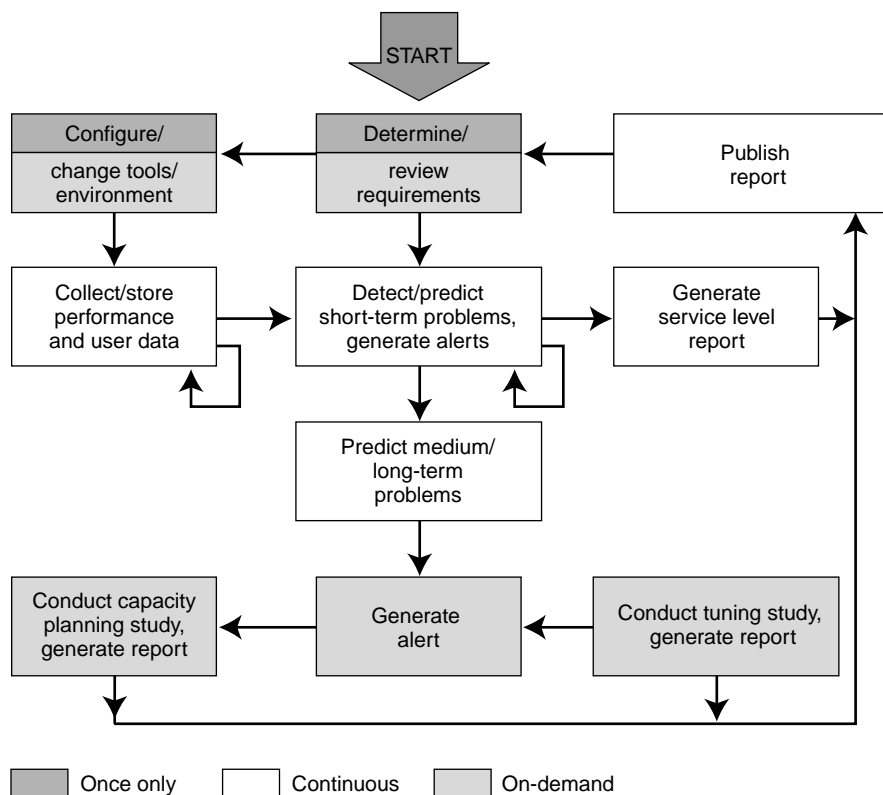 START
Configure/
change tools/
environment
Determine/
review
requirements
Publish
report
Collect/store
performance
and user data
Detect/predict
short-term problems,
generate alerts
Generate
service level
report
Predict medium/
long-term
problems
Conduct capacity
planning study,
generate report
Generate
alert
Conduct tuning study,
generate report
Once only
Continuous
On-demand